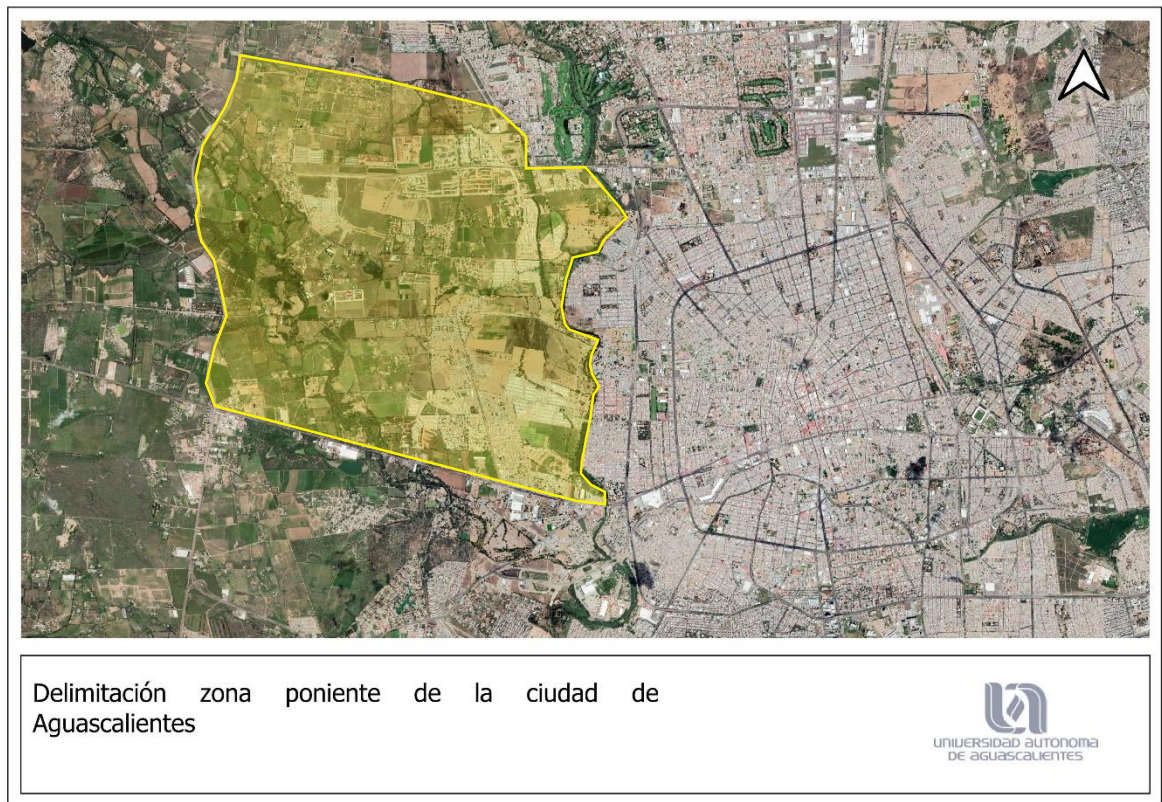 Delimitación zona poniente de la ciudad de
Aguascalientes
UNIVERSIDAD AUTONOMA
DE AGUASCALIENTES